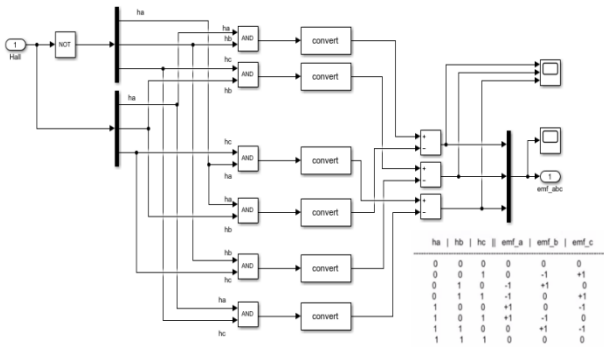 ha
1
Hall
NOT
ha
hb
AND
convert
hc
hb
AND
convert
ha
hc
ha
AND
convert
ha
hb
AND
convert
hb
hc
AND
convert
ha
hc
AND
convert
+
−
+
−
+
−
1
emf_abc
ha | hb | hc || emf_a | emf_b | emf_c
0 0 0 0 0 0
0 0 1 0 -1 +1
0 1 0 -1 +1 0
0 1 1 -1 0 +1
1 0 0 +1 0 -1
1 0 1 +1 -1 0
1 1 0 0 +1 -1
1 1 1 0 0 0